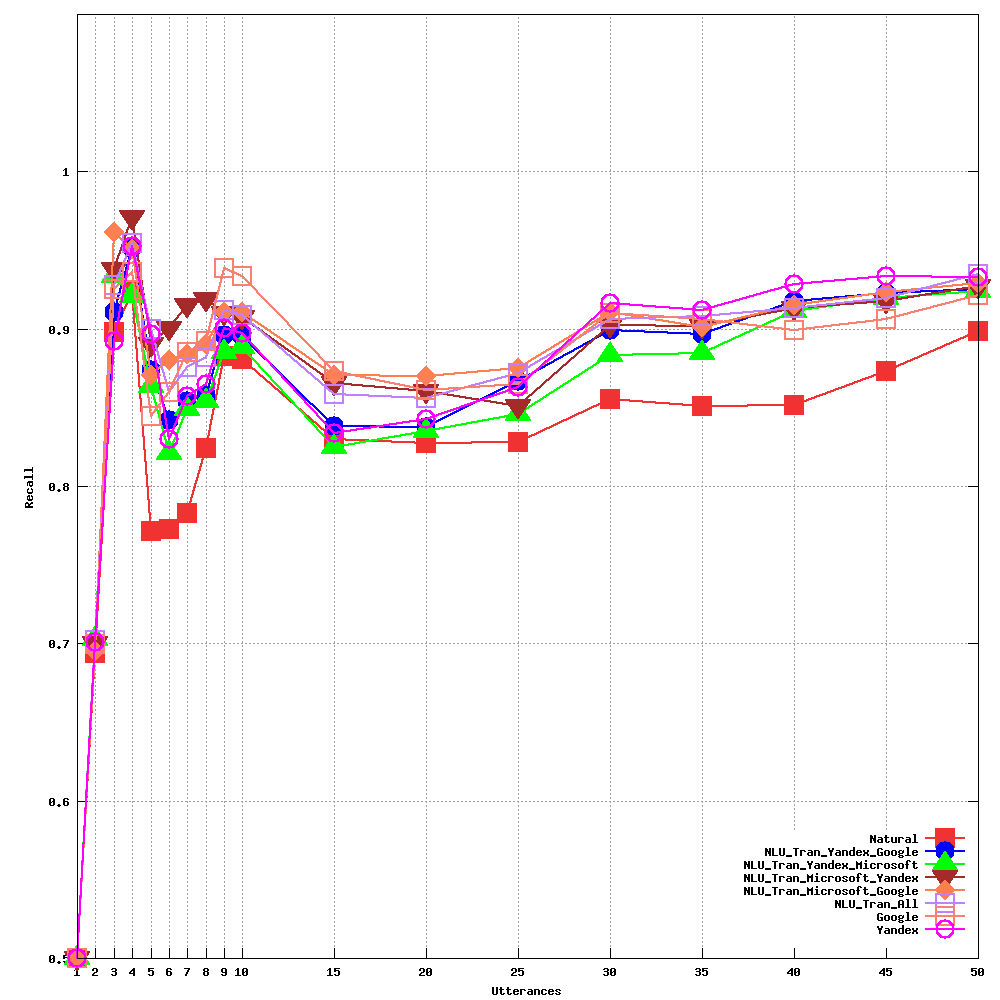 1
0.9
0.8
0.7
0.6
0.5
Recall
1 2 3 4 5 6 7 8 9 10 15 20 25 30 35 40 45 50
Utterances
Natural
NLU_Tran_Yandex_Google
NLU_Tran_Yandex_Microsoft
NLU_Tran_Microsoft_Yandex
NLU_Tran_Microsoft_Google
NLU_Tran_All
Google
Yandex